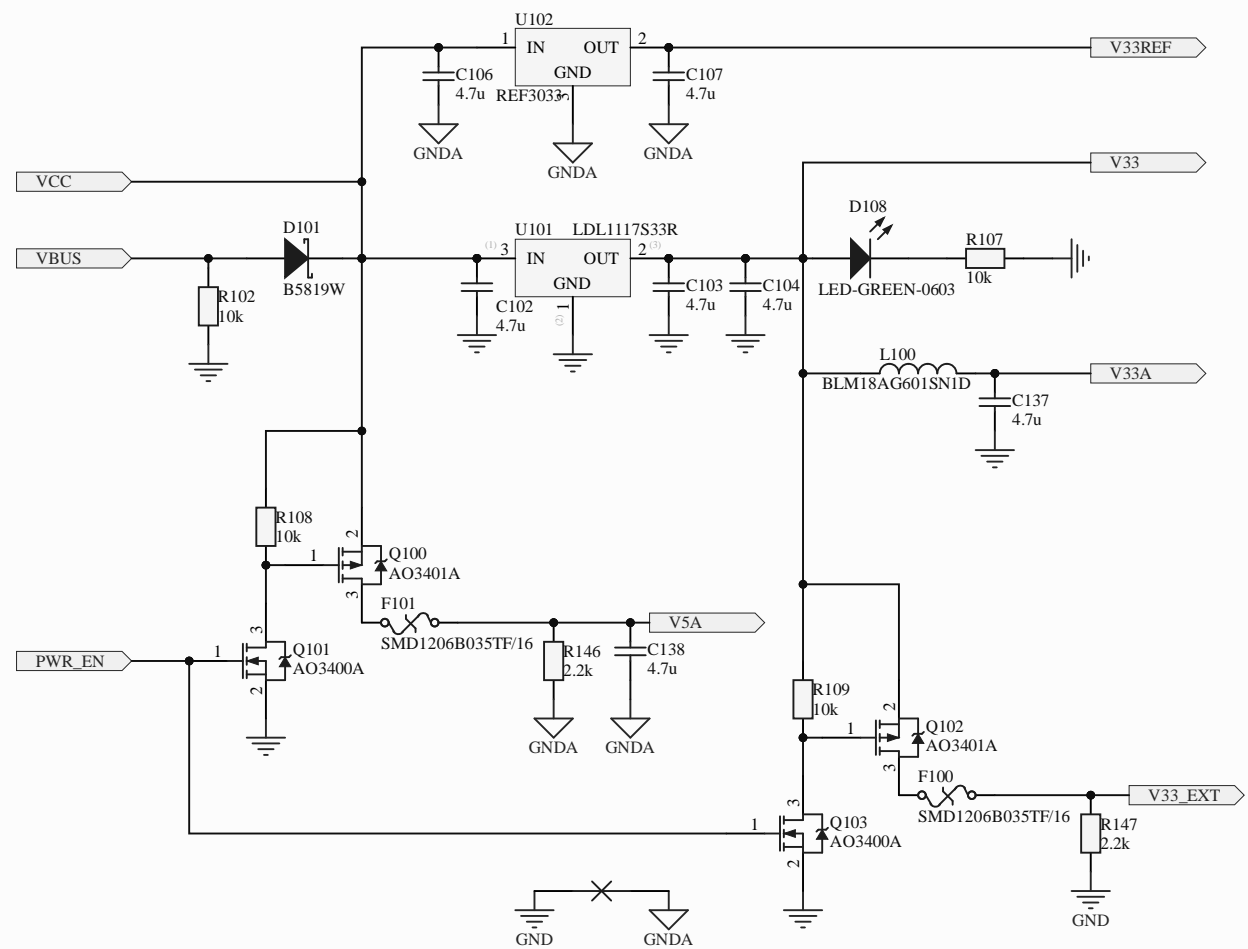 U102
1 IN OUT 2
GND
3
REF3033
C106
4.7u
GNDA
GNDA
C107
4.7u
GNDA
V33REF
VCC
V33
VBUS
D101
B5819W
R102
10k
U101 LDL1117S33R
(1) 3 IN OUT 2 (3)
GND
(2) 1
C102
4.7u
C103
4.7u
C104
4.7u
D108
LED-GREEN-0603
R107
10k
L100
BLM18AG601SN1D
V33A
C137
4.7u
R108
10k
2
1
3
Q100
AO3401A
F101
SMD1206B035TF/16
V5A
R146
2.2k
GNDA
C138
4.7u
GNDA
PWR_EN
3
1
2
Q101
AO3400A
R109
10k
2
1
3
Q102
AO3401A
F100
SMD1206B035TF/16
V33_EXT
R147
2.2k
GND
3
1
2
Q103
AO3400A
GND
GNDA